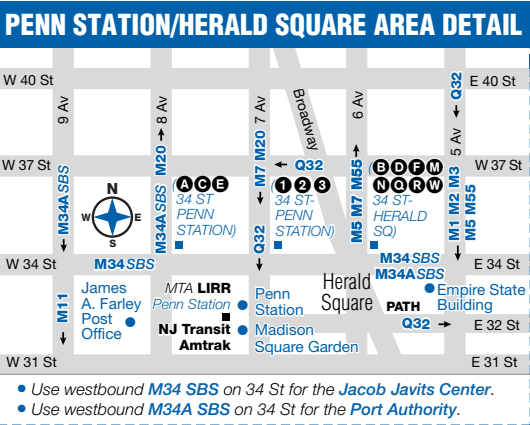 PENN STATION/HERALD SQUARE AREA DETAIL
W 40 St
E 40 St
9 Av
8 Av
7 Av
Broadway
6 Av
5 Av
Q32
M20
M7 M20
M5 M7 M55
M1 M2 M3
M5 M55
W 37 St
Q32
W 37 St
M34A SBS
M34A SBS
N
W E
S
(A C E
34 ST
PENN
STATION)
(1 2 3
34 ST-
PENN
STATION)
(B D F M
N Q R W
34 ST-
HERALD
SQ)
Q32
W 34 St
M34 SBS
M34 SBS
M34A SBS
E 34 St
M11
James
A. Farley
Post
Office
MTA LIRR
Penn Station
NJ Transit
Amtrak
Penn
Station
Madison
Square Garden
Herald
Square
PATH
Empire State
Building
Q32
E 32 St
W 31 St
E 31 St
• Use westbound M34 SBS on 34 St for the Jacob Javits Center.
• Use westbound M34A SBS on 34 St for the Port Authority.